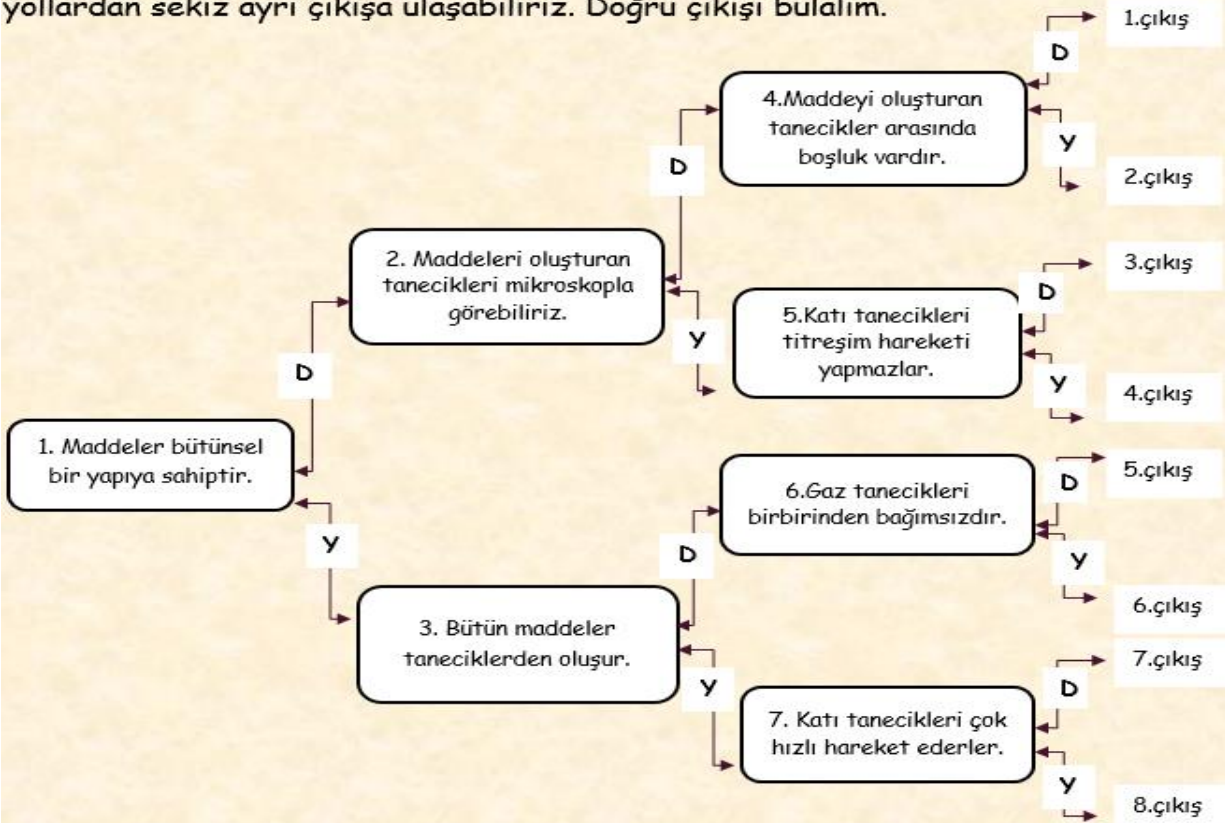 yollardan sekiz ayrı çıkışa ulaşabiliriz. Doğru çıkışı bulalım.
1. Maddeler bütünsel
bir yapıya sahiptir.
D
Y
2. Maddeleri oluşturan
tanecikleri mikroskopla
görebiliriz.
D
Y
3. Bütün maddeler
taneciklerden oluşur.
D
Y
4.Maddeyi oluşturan
tanecikler arasında
boşluk vardır.
D
Y
5.Katı tanecikleri
titreşim hareketi
yapmazlar.
D
Y
6.Gaz tanecikleri
birbirinden bağımsızdır.
D
Y
7. Katı tanecikleri çok
hızlı hareket ederler.
D
Y
1.çıkış
2.çıkış
3.çıkış
4.çıkış
5.çıkış
6.çıkış
7.çıkış
8.çıkış